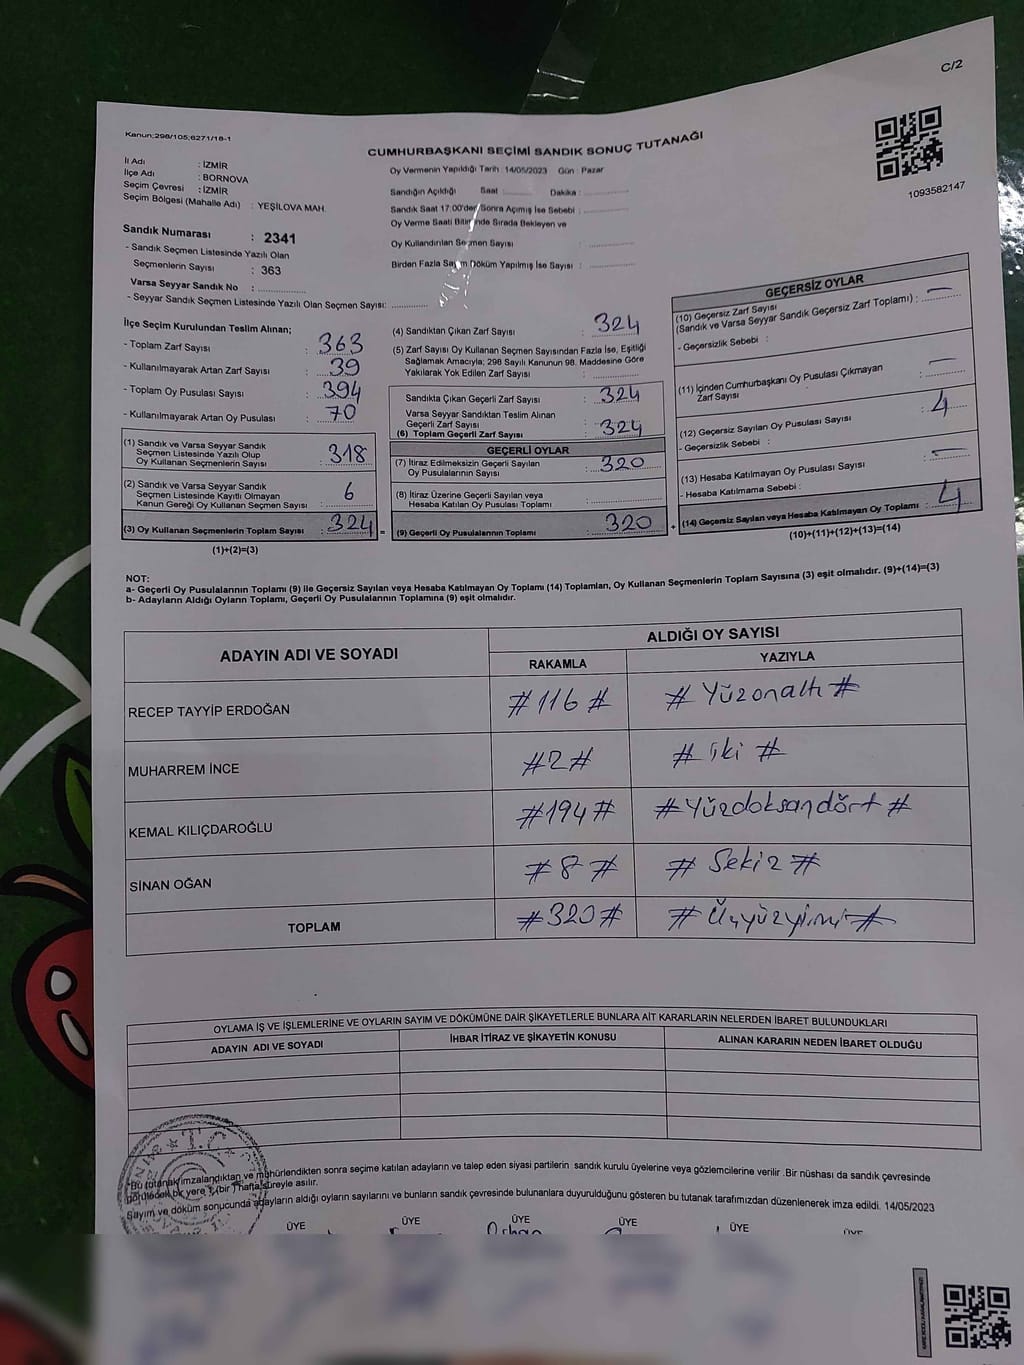 C/2
Kanun;298/105;6271/18-1
CUMHURBAŞKANI SEÇİMİ SANDIK SONUÇ TUTANAĞI
1093582147
İl Adı : İZMİR
İlçe Adı : BORNOVA
Seçim Çevresi : İZMİR
Seçim Bölgesi (Mahalle Adı) : YEŞİLOVA MAH.
Sandık Numarası : 2341
- Sandık Seçmen Listesinde Yazılı Olan
Seçmenlerin Sayısı : 363
Varsa Seyyar Sandık No :
- Seyyar Sandık Seçmen Listesinde Yazılı Olan Seçmen Sayısı:
Oy Vermenin Yapıldığı Tarih :14/05/2023 Gün : Pazar
Sandığın Açıldığı Saat : Dakika :
Sandık Saat 17:00'den Sonra Açılmış İse Sebebi :
Oy Verme Saati Bitiminde Sırada Bekleyen ve
Oy Kullandırılan Seçmen Sayısı :
Birden Fazla Sayım Döküm Yapılmış İse Sayısı :
İlçe Seçim Kurulundan Teslim Alınan;
- Toplam Zarf Sayısı : 363
- Kullanılmayarak Artan Zarf Sayısı : 39
- Toplam Oy Pusulası Sayısı : 394
- Kullanılmayarak Artan Oy Pusulası : 70
(1) Sandık ve Varsa Seyyar Sandık
Seçmen Listesinde Yazılı Olup
Oy Kullanan Seçmenlerin Sayısı : 318
(2) Sandık ve Varsa Seyyar Sandık
Seçmen Listesinde Kayıtlı Olmayan
Kanun Gereği Oy Kullanan Seçmen Sayısı : 6
(3) Oy Kullanan Seçmenlerin Toplam Sayısı : 324 =
(1)+(2)=(3)
(4) Sandıktan Çıkan Zarf Sayısı : 324
(5) Zarf Sayısı Oy Kullanan Seçmen Sayısından Fazla İse, Eşitliği
Sağlamak Amacıyla; 298 Sayılı Kanunun 98. Maddesine Göre
Yakılarak Yok Edilen Zarf Sayısı :
Sandıkta Çıkan Geçerli Zarf Sayısı : 324
Varsa Seyyar Sandıktan Teslim Alınan
Geçerli Zarf Sayısı :
(6) Toplam Geçerli Zarf Sayısı : 324
GEÇERLİ OYLAR
(7) İtiraz Edilmeksizin Geçerli Sayılan
Oy Pusulalarının Sayısı : 320
(8) İtiraz Üzerine Geçerli Sayılan veya
Hesaba Katılan Oy Pusulası Toplamı :
(9) Geçerli Oy Pusulalarının Toplamı : 320 +
GEÇERSİZ OYLAR
(10) Geçersiz Zarf Sayısı
(Sandık ve Varsa Seyyar Sandık Geçersiz Zarf Toplamı) : —
- Geçersizlik Sebebi :
(11) İçinden Cumhurbaşkanı Oy Pusulası Çıkmayan
Zarf Sayısı : —
(12) Geçersiz Sayılan Oy Pusulası Sayısı : 4
- Geçersizlik Sebebi :
(13) Hesaba Katılmayan Oy Pusulası Sayısı : —
- Hesaba Katılmama Sebebi :
(14) Geçersiz Sayılan veya Hesaba Katılmayan Oy Toplamı : 4
(10)+(11)+(12)+(13)=(14)
NOT:
a- Geçerli Oy Pusulalarının Toplamı (9) ile Geçersiz Sayılan veya Hesaba Katılmayan Oy Toplamı (14) Toplamları, Oy Kullanan Seçmenlerin Toplam Sayısına (3) eşit olmalıdır. (9)+(14)=(3)
b- Adayların Aldığı Oyların Toplamı, Geçerli Oy Pusulalarının Toplamına (9) eşit olmalıdır.
ADAYIN ADI VE SOYADI ALDIĞI OY SAYISI
RAKAMLA YAZIYLA
RECEP TAYYİP ERDOĞAN #116# #Yüzonaltı#
MUHARREM İNCE #2# #iki#
KEMAL KILIÇDAROĞLU #194# #Yüzdoksandört#
SİNAN OĞAN #8# #Sekiz#
TOPLAM #320# #Üçyüzyirmi#
OYLAMA İŞ VE İŞLEMLERİNE VE OYLARIN SAYIM VE DÖKÜMÜNE DAİR ŞİKAYETLERLE BUNLARA AİT KARARLARIN NELERDEN İBARET BULUNDUKLARI
ADAYIN ADI VE SOYADI İHBAR İTİRAZ VE ŞİKAYETİN KONUSU ALINAN KARARIN NEDEN İBARET OLDUĞU
T.C.
"Bu tutanak imzalandıktan ve mühürlendikten sonra seçime katılan adayların ve talep eden siyasi partilerin sandık kurulu üyelerine veya gözlemcilerine verilir .Bir nüshası da sandık çevresinde
görülecek bir yere 1 (bir) hafta süreyle asılır.
Sayım ve döküm sonucunda adayların aldığı oyların sayılarını ve bunların sandık çevresinde bulunanlara duyurulduğunu gösteren bu tutanak tarafımızdan düzenlenerek imza edildi. 14/05/2023
ÜYE ÜYE ÜYE ÜYE ÜYE ÜYE
Orhan